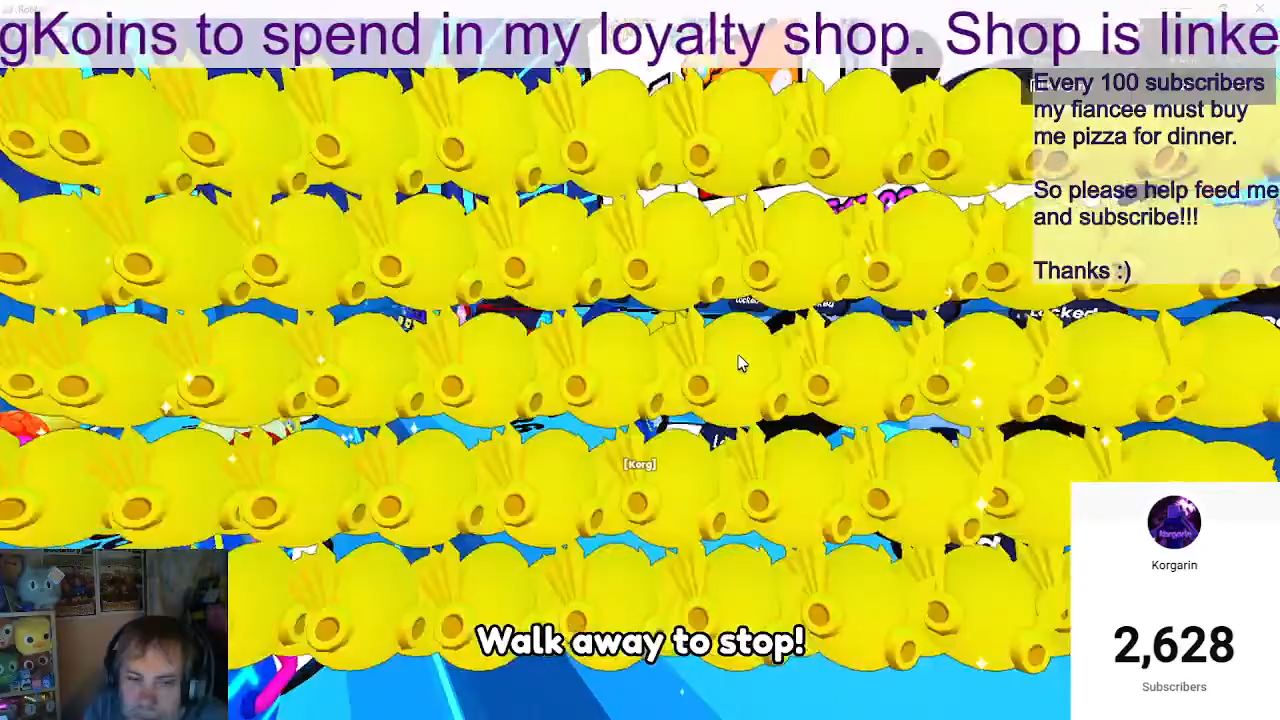 gKoins to spend in my loyalty shop. Shop is linke
Every 100 subscribers
my fiancee must buy
me pizza for dinner.
So please help feed me
and subscribe!!!
Thanks :)
Locked
[Korg]
Korgarin
Korgarin
2,628
Subscribers
Walk away to stop!